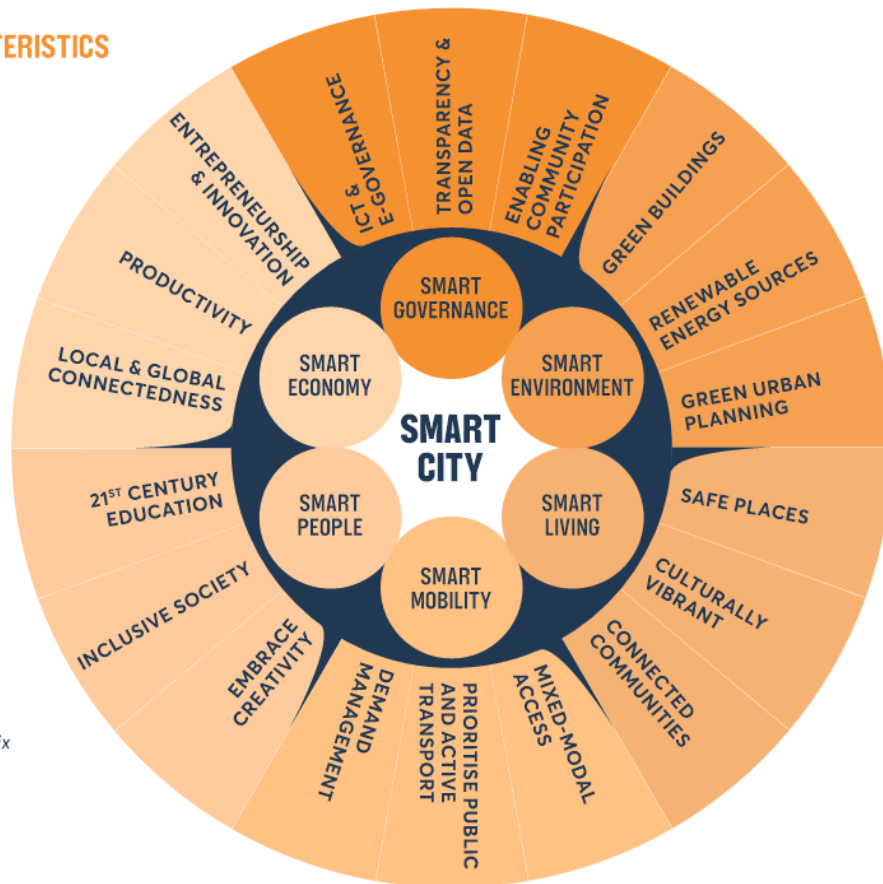 TERISTICS
ICT &
E-GOVERNANCE
TRANSPARENCY &
OPEN DATA
ENABLING
COMMUNITY
PARTICIPATION
GREEN BUILDINGS
RENEWABLE
ENERGY SOURCES
GREEN URBAN
PLANNING
SAFE PLACES
CULTURALLY
VIBRANT
CONNECTED
COMMUNITIES
MIXED-MODAL
ACCESS
PRIORITISE PUBLIC
AND ACTIVE
TRANSPORT
DEMAND
MANAGEMENT
EMBRACE
CREATIVITY
INCLUSIVE SOCIETY
21ST CENTURY
EDUCATION
LOCAL & GLOBAL
CONNECTEDNESS
PRODUCTIVITY
ENTREPRENEURSHIP
& INNOVATION
SMART
GOVERNANCE
SMART
ENVIRONMENT
SMART
LIVING
SMART
MOBILITY
SMART
PEOPLE
SMART
ECONOMY
SMART
CITY
ix